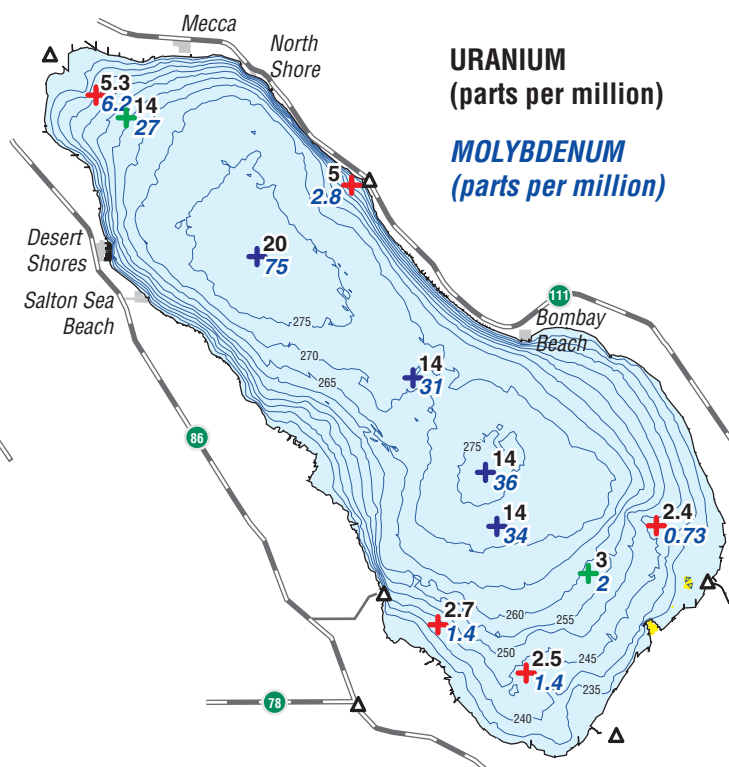 Mecca
North
Shore
URANIUM
(parts per million)
MOLYBDENUM
(parts per million)
5.3
6.2
14
27
5
2.8
Desert
Shores
20
75
Salton Sea
Beach
275
111
Bombay
Beach
270
265
14
31
86
275
14
36
14
34
2.4
0.73
3
2
260
255
2.7
1.4
250
245
2.5
1.4
235
240
78